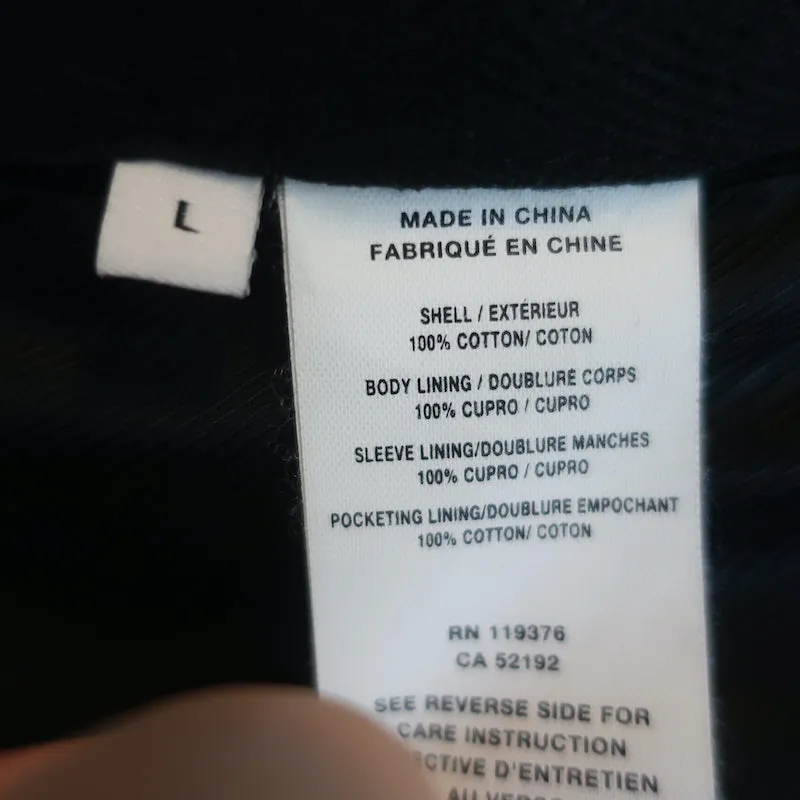 L
MADE IN CHINA
FABRIQUÉ EN CHINE
SHELL / EXTÉRIEUR
100% COTTON/ COTON
BODY LINING / DOUBLURE CORPS
100% CUPRO / CUPRO
SLEEVE LINING/DOUBLURE MANCHES
100% CUPRO / CUPRO
POCKETING LINING/DOUBLURE EMPOCHANT
100% COTTON/ COTON
RN 119376
CA 52192
SEE REVERSE SIDE FOR
CARE INSTRUCTION
D'ENTRETIEN